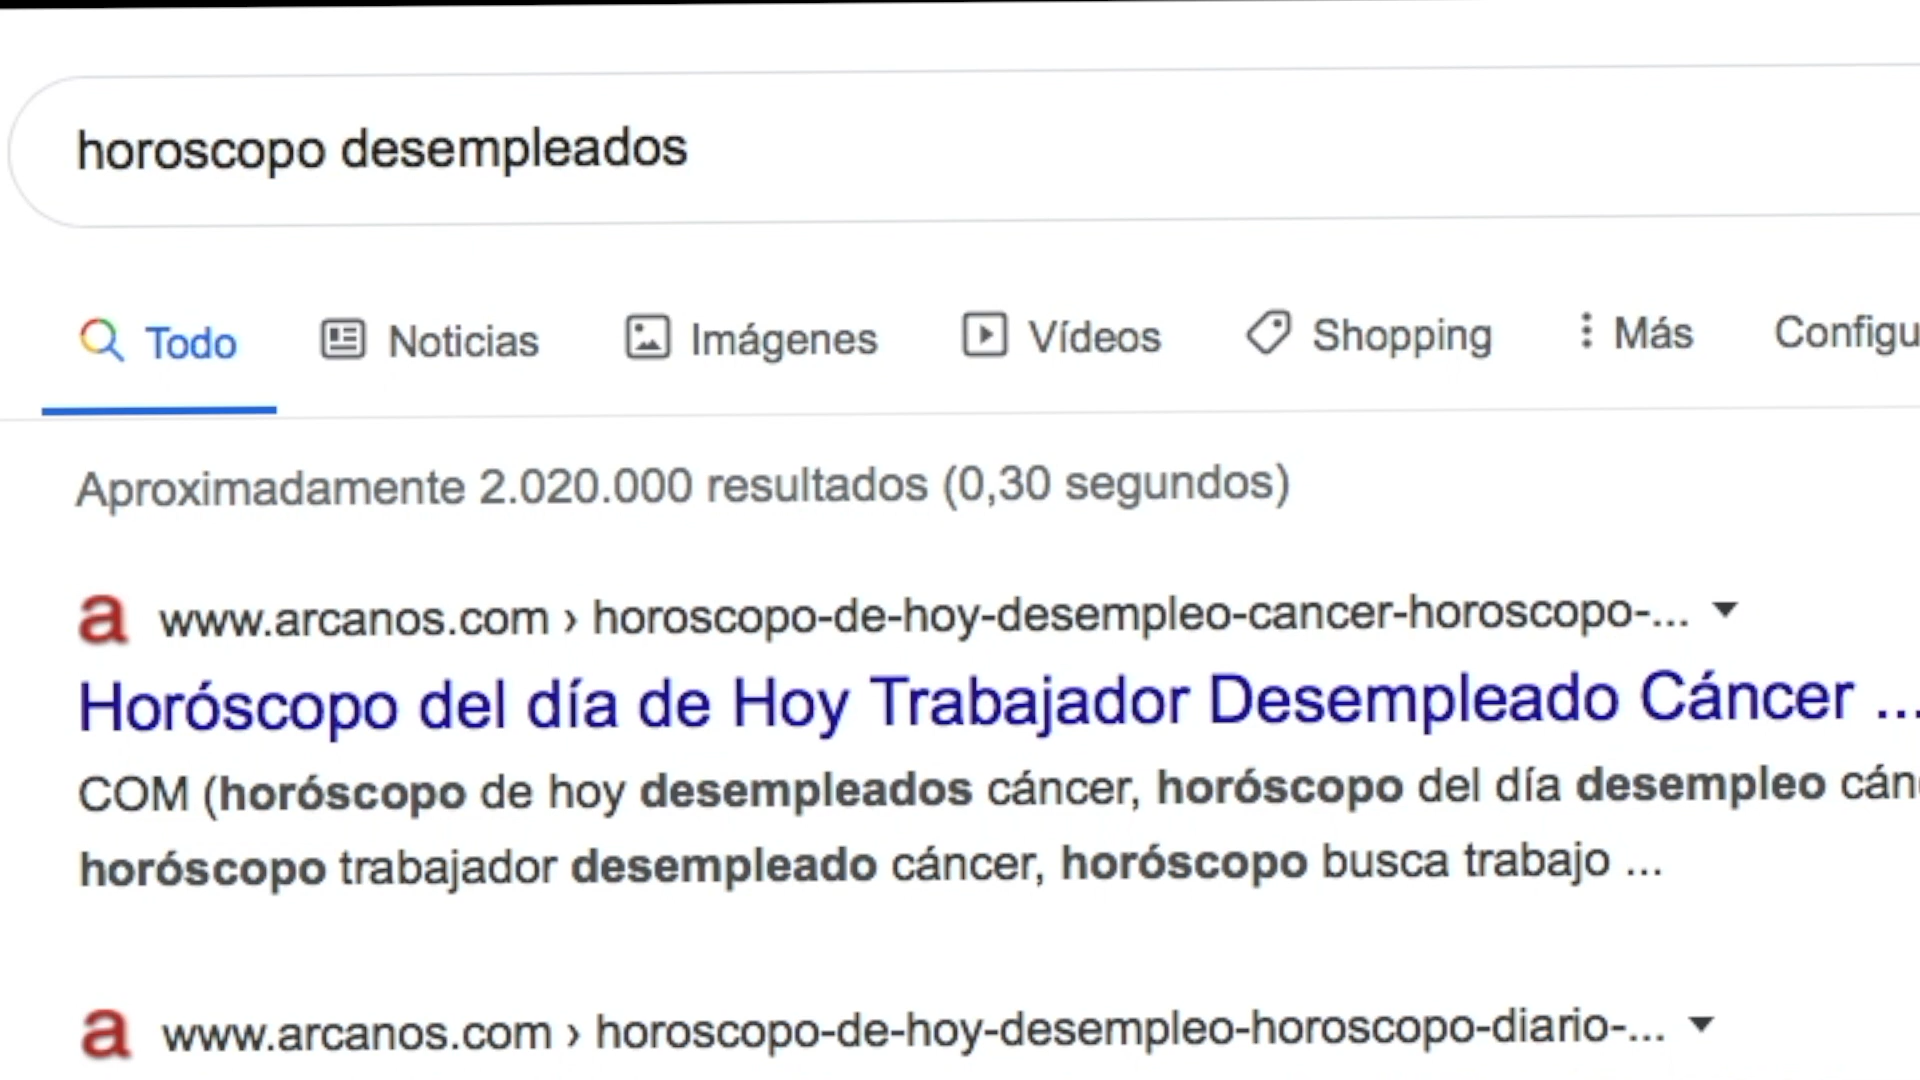 horoscopo desempleados
Todo Noticias Imágenes Vídeos Shopping Más Configu
Aproximadamente 2.020.000 resultados (0,30 segundos)
a www.arcanos.com › horoscopo-de-hoy-desempleo-cancer-horoscopo-...
Horóscopo del día de Hoy Trabajador Desempleado Cáncer ...
COM (horóscopo de hoy desempleados cáncer, horóscopo del día desempleo cánc
horóscopo trabajador desempleado cáncer, horóscopo busca trabajo ...
a www.arcanos.com › horoscopo-de-hoy-desempleo-horoscopo-diario-...